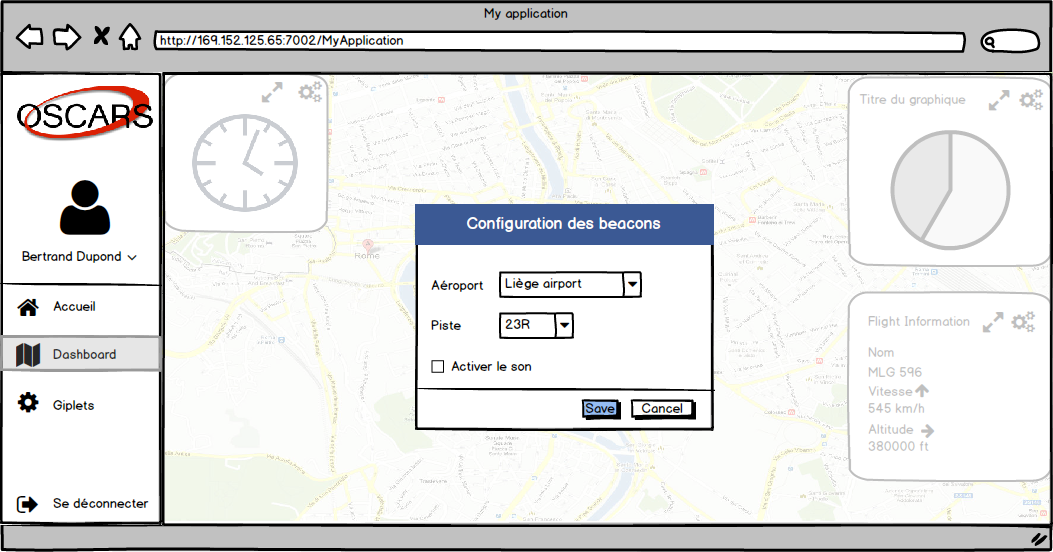 My application
http://169.152.125.65:7002/MyApplication
OSCARS
Bertrand Dupond
Accueil
Dashboard
Giplets
Se déconnecter
Rome
Titre du graphique
Configuration des beacons
Aéroport
Liège airport
Piste
23R
Activer le son
Save
Cancel
Flight Information
Nom
MLG 596
Vitesse
545 km/h
Altitude
380000 ft